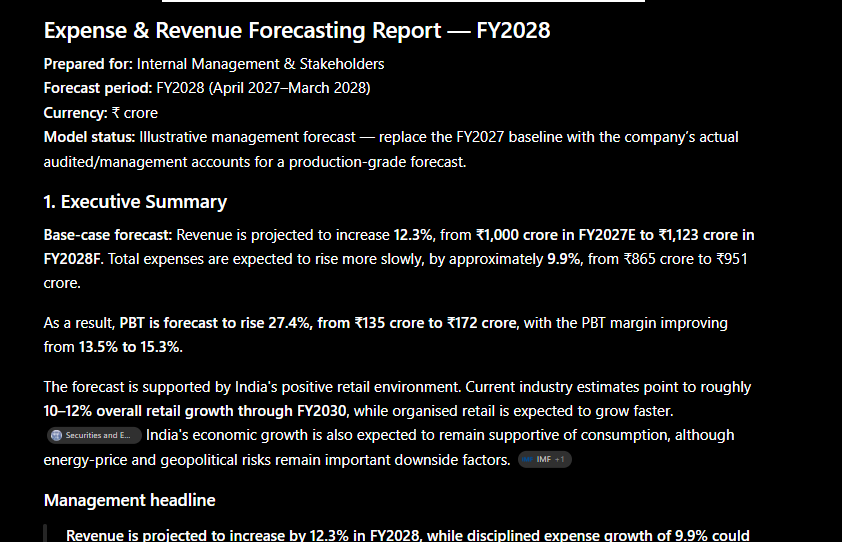 Expense & Revenue Forecasting Report — FY2028
Prepared for: Internal Management & Stakeholders
Forecast period: FY2028 (April 2027–March 2028)
Currency: ₹ crore
Model status: Illustrative management forecast — replace the FY2027 baseline with the company's actual
audited/management accounts for a production-grade forecast.
1. Executive Summary
Base-case forecast: Revenue is projected to increase 12.3%, from ₹1,000 crore in FY2027E to ₹1,123 crore in
FY2028F. Total expenses are expected to rise more slowly, by approximately 9.9%, from ₹865 crore to ₹951
crore.
As a result, PBT is forecast to rise 27.4%, from ₹135 crore to ₹172 crore, with the PBT margin improving
from 13.5% to 15.3%.
The forecast is supported by India's positive retail environment. Current industry estimates point to roughly
10–12% overall retail growth through FY2030, while organised retail is expected to grow faster.
Securities and E... India's economic growth is also expected to remain supportive of consumption, although
energy-price and geopolitical risks remain important downside factors. IMF +1
Management headline
Revenue is projected to increase by 12.3% in FY2028, while disciplined expense growth of 9.9% could